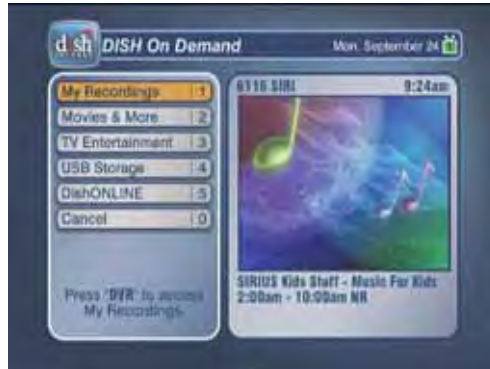 dish DISH On Demand
Mon, September 24
My Recordings 1
Movies & More 2
TV Entertainment 3
USB Storage 4
DishONLINE 5
Cancel 0
Press 'DVR' to access
My Recordings.
6116 SIRI 9:24am
SIRIUS Kids Stuff - Music For Kids
2:00am - 10:00am NR